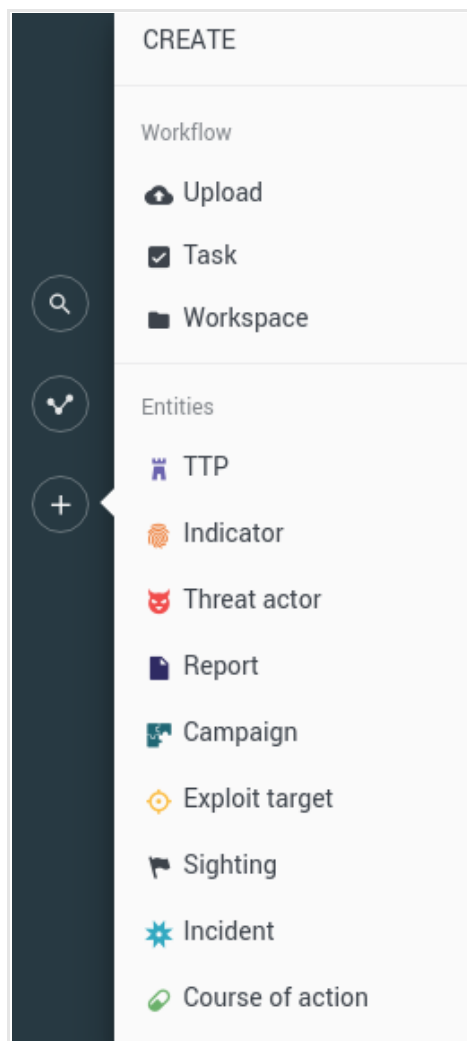 CREATE
Workflow
Upload
Task
Workspace
Entities
TTP
Indicator
Threat actor
Report
Campaign
Exploit target
Sighting
Incident
Course of action